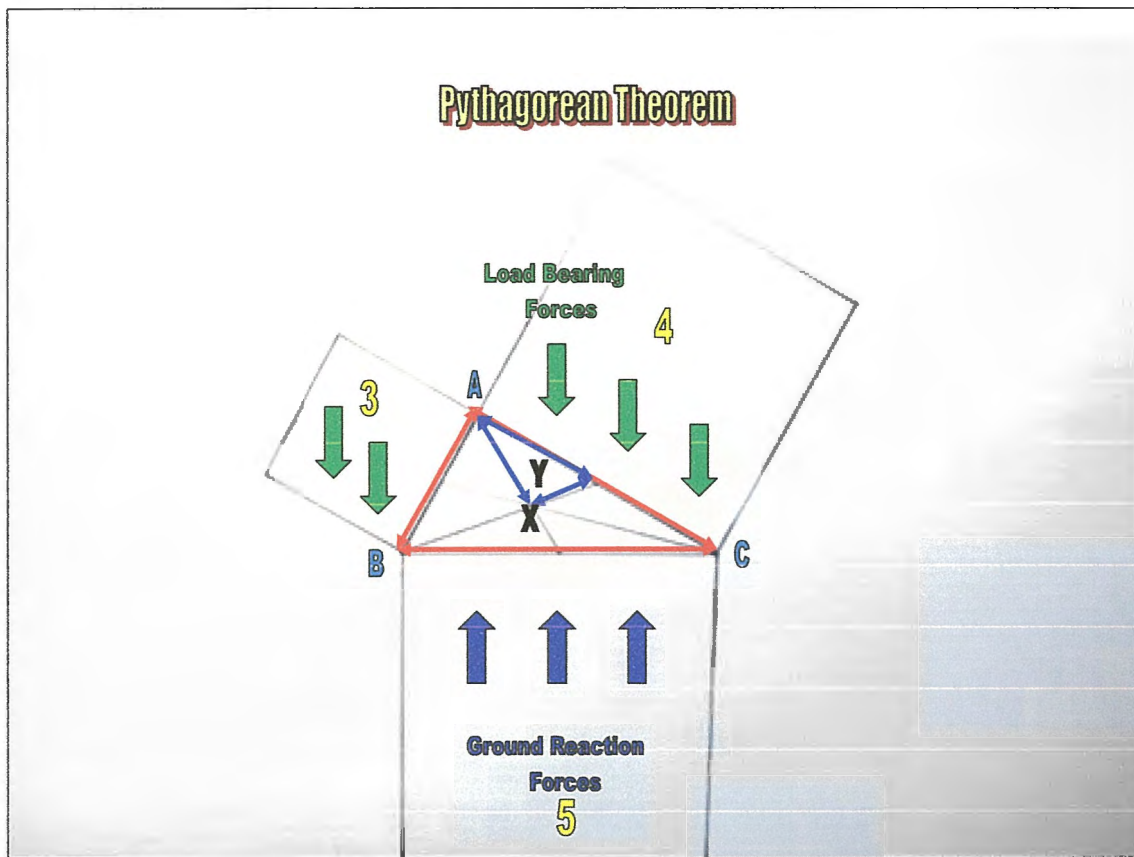 Pythagorean Theorem
Load Bearing
Forces
4
3
A
Y
X
B
C
Ground Reaction
Forces
5